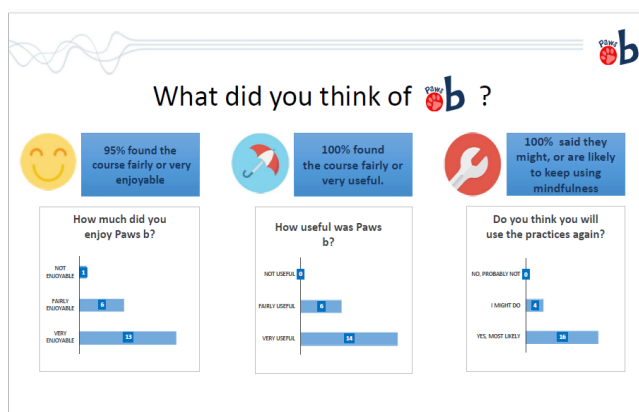 Paws
b
What did you think of Paws b ?
95% found the
course fairly or very
enjoyable
100% found
the course fairly or
very useful.
100% said they
might, or are likely
to keep using
mindfulness
How much did you
enjoy Paws b?
NOT
ENJOYABLE
1
FAIRLY
ENJOYABLE
6
VERY
ENJOYABLE
13
How useful was Paws
b?
NOT USEFUL
0
FAIRLY USEFUL
6
VERY USEFUL
14
Do you think you will
use the practices again?
NO, PROBABLY NOT
0
I MIGHT DO
4
YES, MOST LIKELY
16